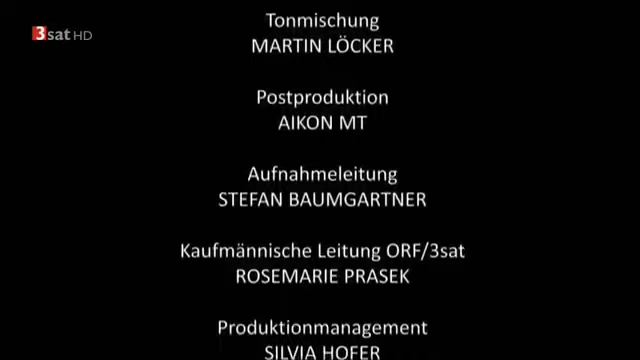 3sat HD
Tonmischung
MARTIN LÖCKER
Postproduktion
AIKON MT
Aufnahmeleitung
STEFAN BAUMGARTNER
Kaufmännische Leitung ORF/3sat
ROSEMARIE PRASEK
Produktionmanagement
SILVIA HOFER